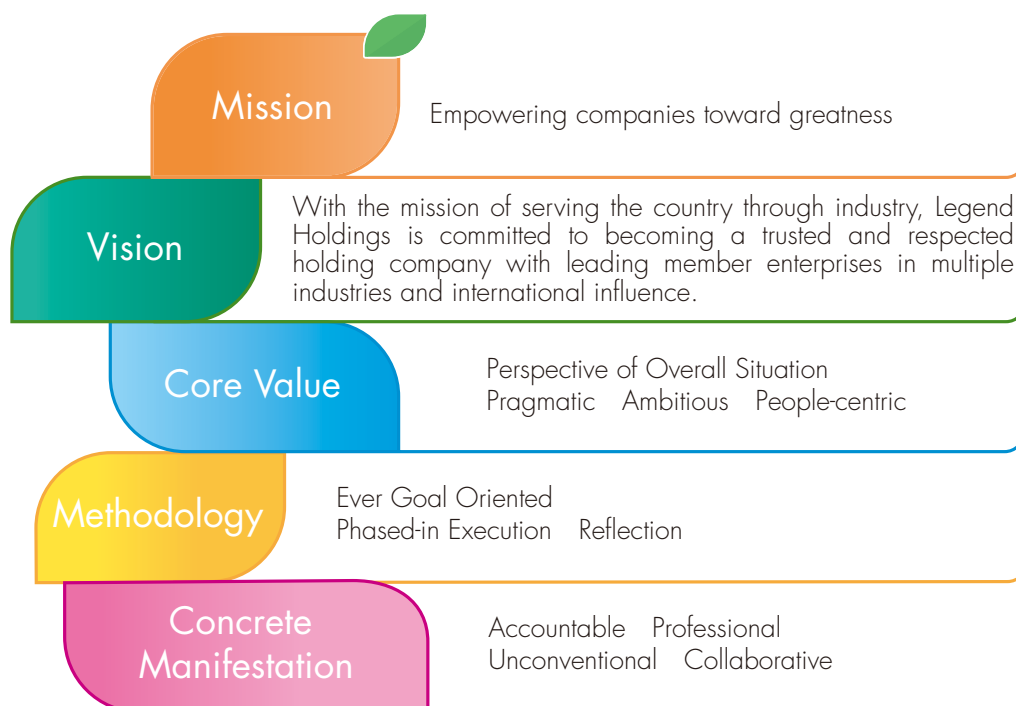 Mission
Empowering companies toward greatness
Vision
With the mission of serving the country through industry, Legend
Holdings is committed to becoming a trusted and respected
holding company with leading member enterprises in multiple
industries and international influence.
Core Value
Perspective of Overall Situation
Pragmatic Ambitious People-centric
Methodology
Ever Goal Oriented
Phased-in Execution Reflection
Concrete
Manifestation
Accountable Professional
Unconventional Collaborative